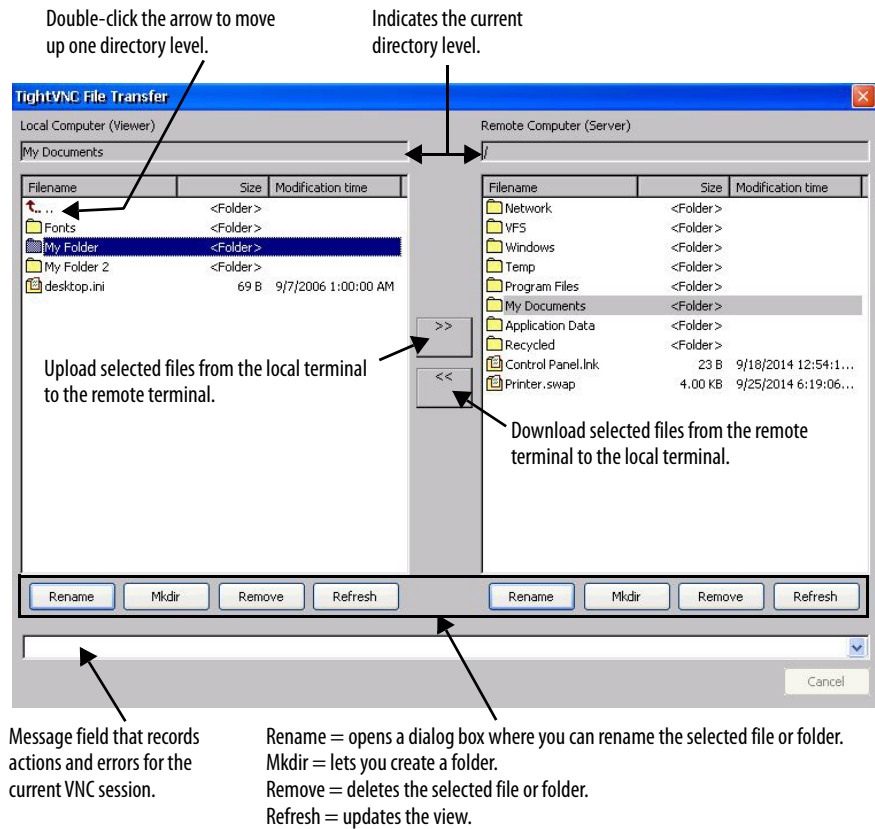 Double-click the arrow to move
up one directory level.
Indicates the current
directory level.
TightVNC File Transfer
Local Computer (Viewer)
Remote Computer (Server)
My Documents
/
Filename Size Modification time
.. <Folder>
Fonts <Folder>
My Folder <Folder>
My Folder 2 <Folder>
desktop.ini 69 B 9/7/2006 1:00:00 AM
Filename Size Modification time
Network <Folder>
VFS <Folder>
Windows <Folder>
Temp <Folder>
Program Files <Folder>
My Documents <Folder>
Application Data <Folder>
Recycled <Folder>
Control Panel.lnk 23 B 9/18/2014 12:54:1...
Printer.swap 4.00 KB 9/25/2014 6:19:06...
>>
<<
Upload selected files from the local terminal
to the remote terminal.
Download selected files from the remote
terminal to the local terminal.
Rename Mkdir Remove Refresh
Rename Mkdir Remove Refresh
Cancel
Message field that records
actions and errors for the
current VNC session.
Rename = opens a dialog box where you can rename the selected file or folder.
Mkdir = lets you create a folder.
Remove = deletes the selected file or folder.
Refresh = updates the view.